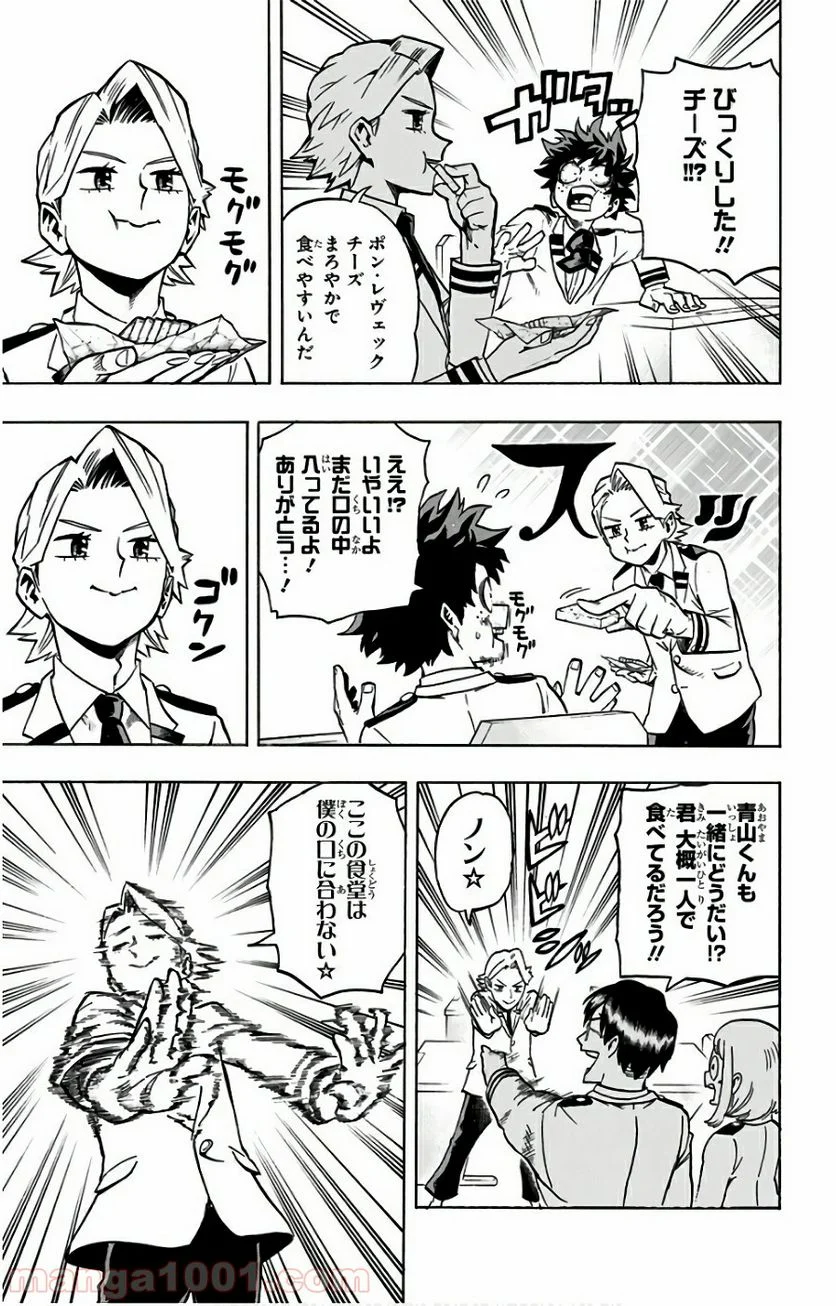 びっくりした!!
チーズ!!?
ガタッ
ポン・レヴェック
チーズ
まろやかで
食べやすいんだ
モグモグ
スッ
ええ!?
いやいいよ
まだ口の中
入ってるよ!
ありがとう…!
モグモグ
ゴクン
青山くんも
一緒にどうだい!?
君 大概一人で
食べてるだろう!!
ノン☆
ここの食堂は
僕の口に合わない☆
manga1001.com